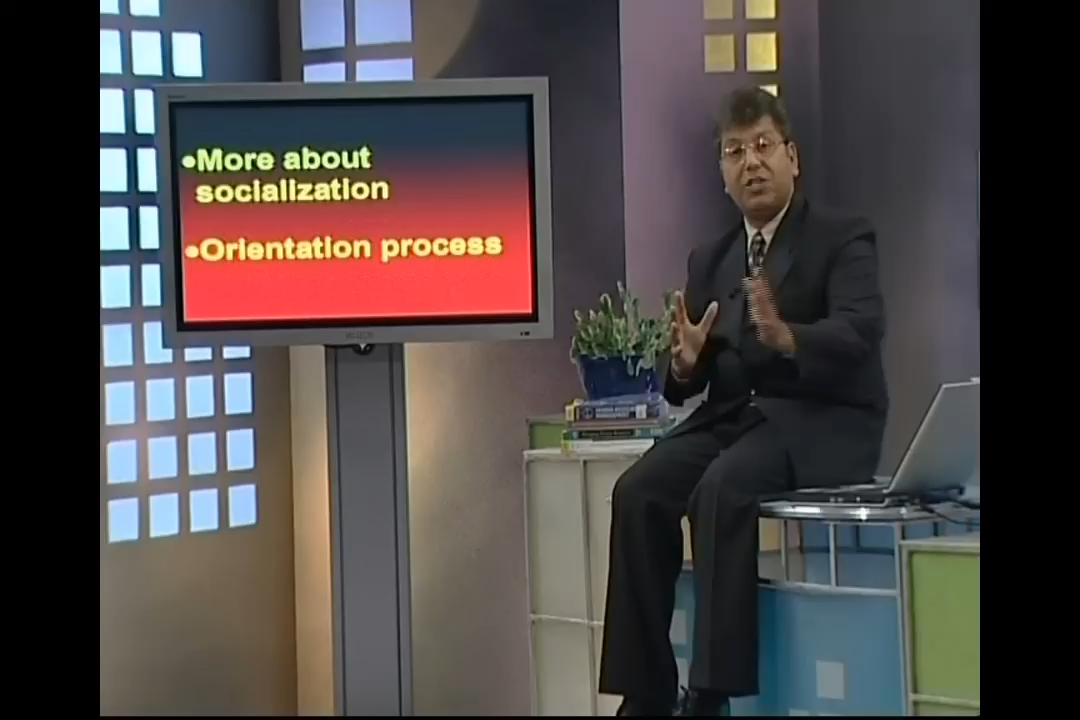 •More about
socialization
•Orientation process